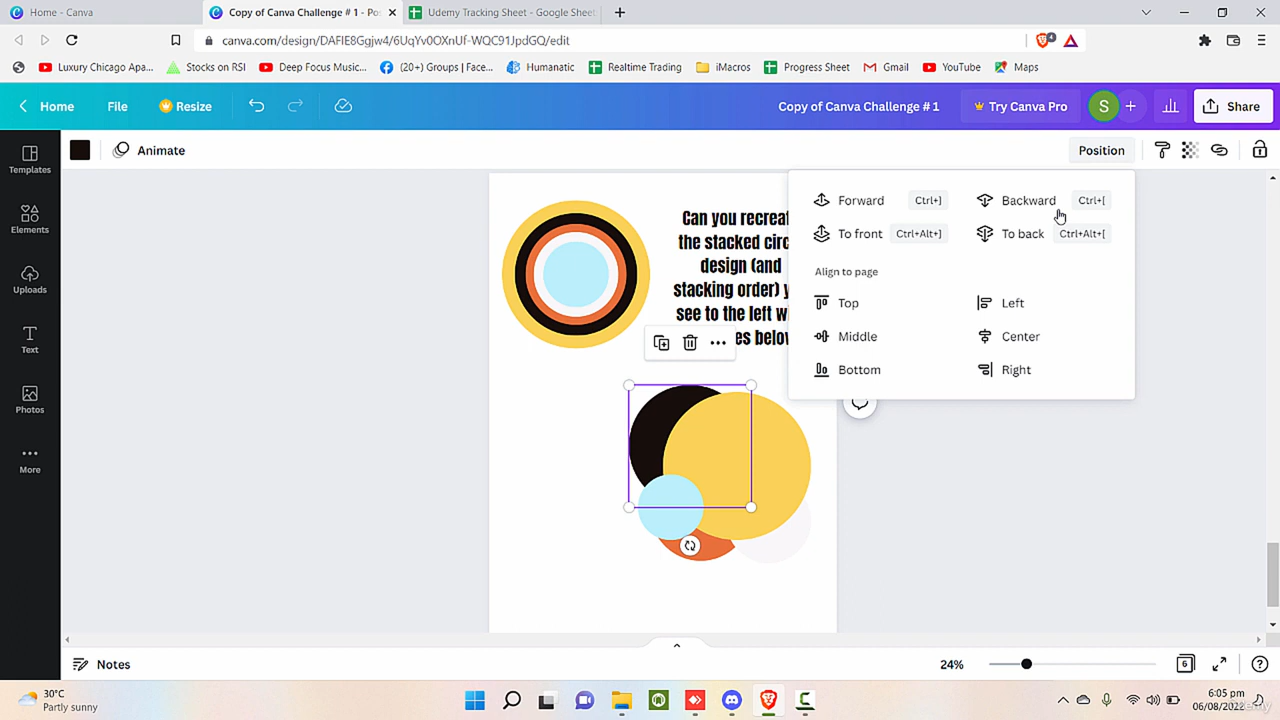 Home - Canva
Copy of Canva Challenge # 1 - Po
Udemy Tracking Sheet - Google Sheet
canva.com/design/DAFIE8Ggjw4/6UqYv0OXnUf-WQC91JpdGQ/edit
4
Luxury Chicago Apa...
Stocks on RSI
Deep Focus Music...
(20+) Groups | Face...
Humanatic
Realtime Trading
iMacros
Progress Sheet
Gmail
YouTube
Maps
Home
File
Resize
Copy of Canva Challenge # 1
Try Canva Pro
S
Share
Animate
Position
Templates
Elements
Uploads
Text
Photos
More
Forward Ctrl+]
Backward Ctrl+[
To front Ctrl+Alt+]
To back Ctrl+Alt+[
Align to page
Top
Left
Middle
Center
Bottom
Right
Can you recrea
the stacked circ
design (and
stacking order) y
see to the left w
es belo
Notes
24%
6
30°C
Partly sunny
6:05 pm
06/08/2022